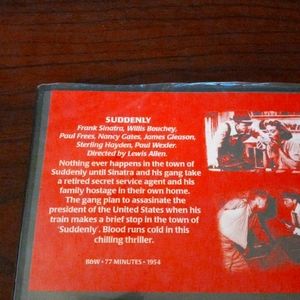 SUDDENLY
Frank Sinatra, Willis Bouchey,
Paul Frees, Nancy Gates, James Gleason,
Sterling Hayden, Paul Wexler.
Directed by Lewis Allen.
Nothing ever happens in the town of
Suddenly until Sinatra and his gang take
a retired secret service agent and his
family hostage in their own home.
The gang plan to assassinate the
president of the United States when his
train makes a brief stop in the town of
'Suddenly'. Blood runs cold in this
chilling thriller.
B&W • 77 MINUTES • 1954